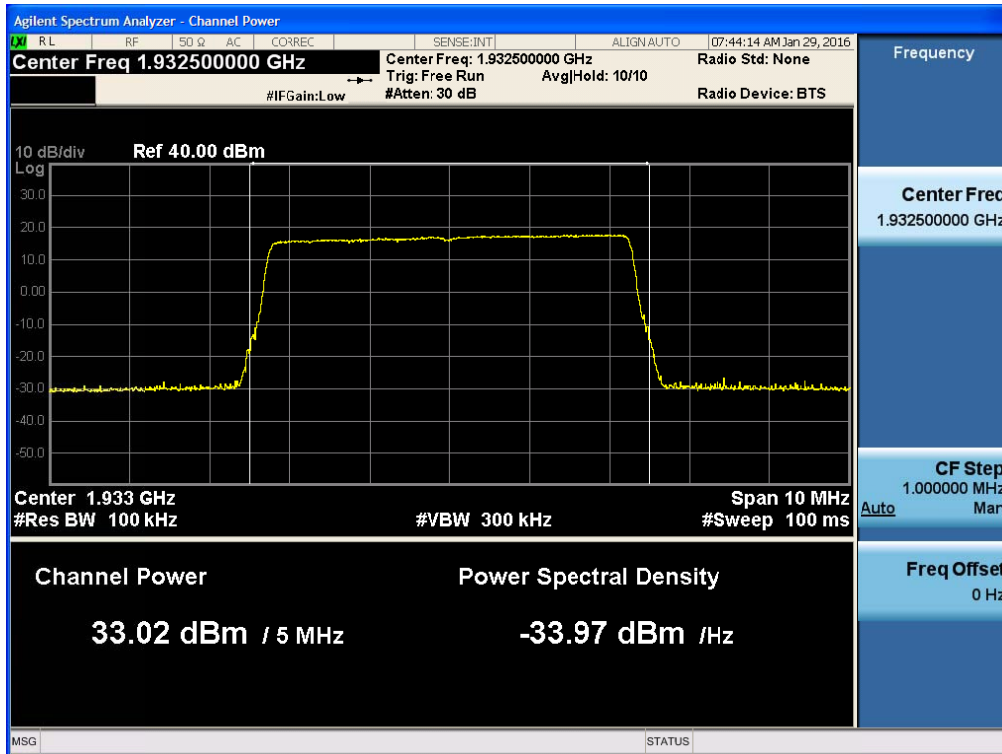 Agilent Spectrum Analyzer - Channel Power
LXI RL RF 50 Ω AC CORREC SENSE:INT ALIGN AUTO 07:44:14 AM Jan 29, 2016
Center Freq 1.932500000 GHz
Center Freq: 1.932500000 GHz
Radio Std: None
Trig: Free Run Avg|Hold: 10/10
#IFGain:Low
#Atten: 30 dB
Radio Device: BTS
Frequency
10 dB/div Ref 40.00 dBm
Log
30.0
20.0
10.0
0.00
-10.0
-20.0
-30.0
-40.0
-50.0
Center 1.933 GHz Span 10 MHz
#Res BW 100 kHz #VBW 300 kHz #Sweep 100 ms
Channel Power
Power Spectral Density
33.02 dBm / 5 MHz
-33.97 dBm /Hz
Center Freq
1.932500000 GHz
CF Step
1.000000 MHz
Auto Man
Freq Offset
0 Hz
MSG STATUS